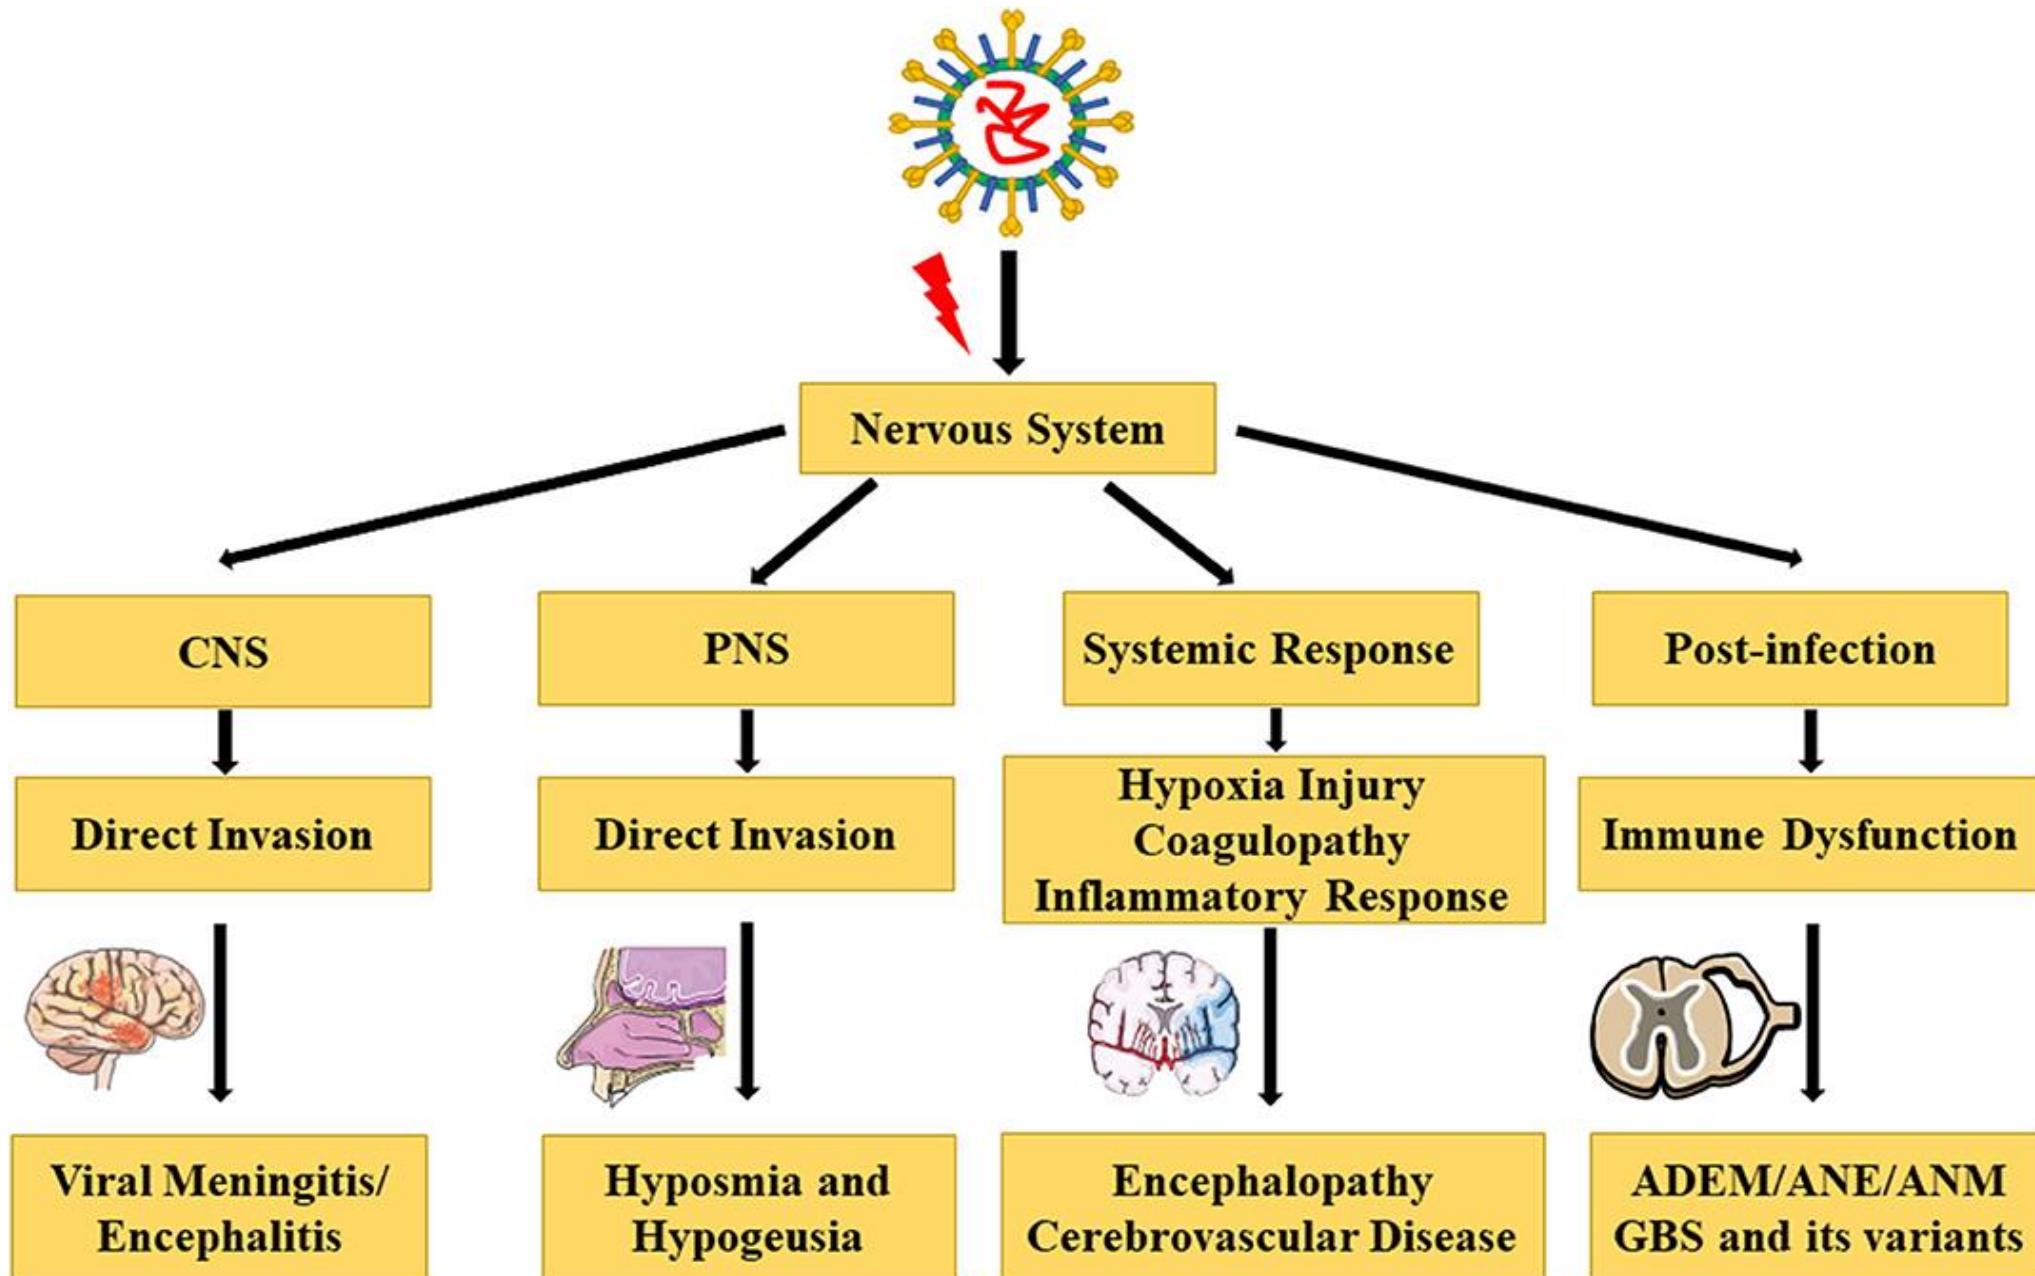 Nervous System
CNS
PNS
Systemic Response
Post-infection
Direct Invasion
Direct Invasion
Hypoxia Injury
Coagulopathy
Inflammatory Response
Immune Dysfunction
Viral Meningitis/
Encephalitis
Hyposmia and
Hypogeusia
Encephalopathy
Cerebrovascular Disease
ADEM/ANE/ANM
GBS and its variants